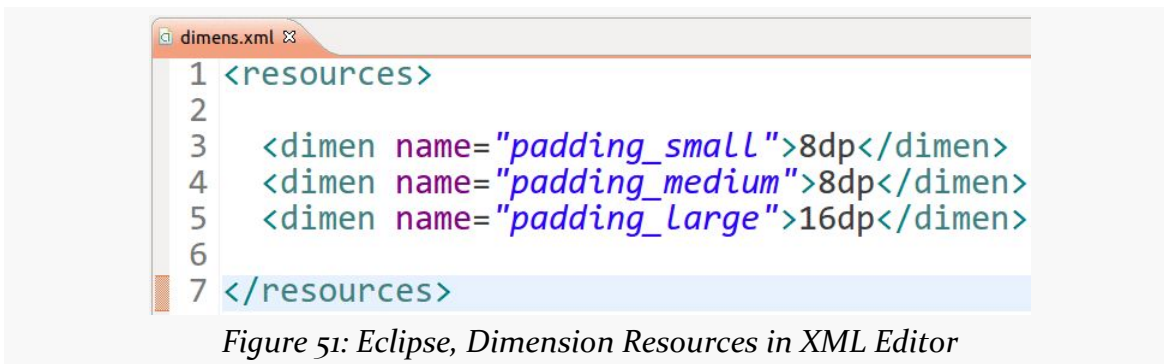 dimens.xml
1 <resources>
2
3 <dimen name="padding_small">8dp</dimen>
4 <dimen name="padding_medium">8dp</dimen>
5 <dimen name="padding_large">16dp</dimen>
6
7 </resources>
Figure 51: Eclipse, Dimension Resources in XML Editor